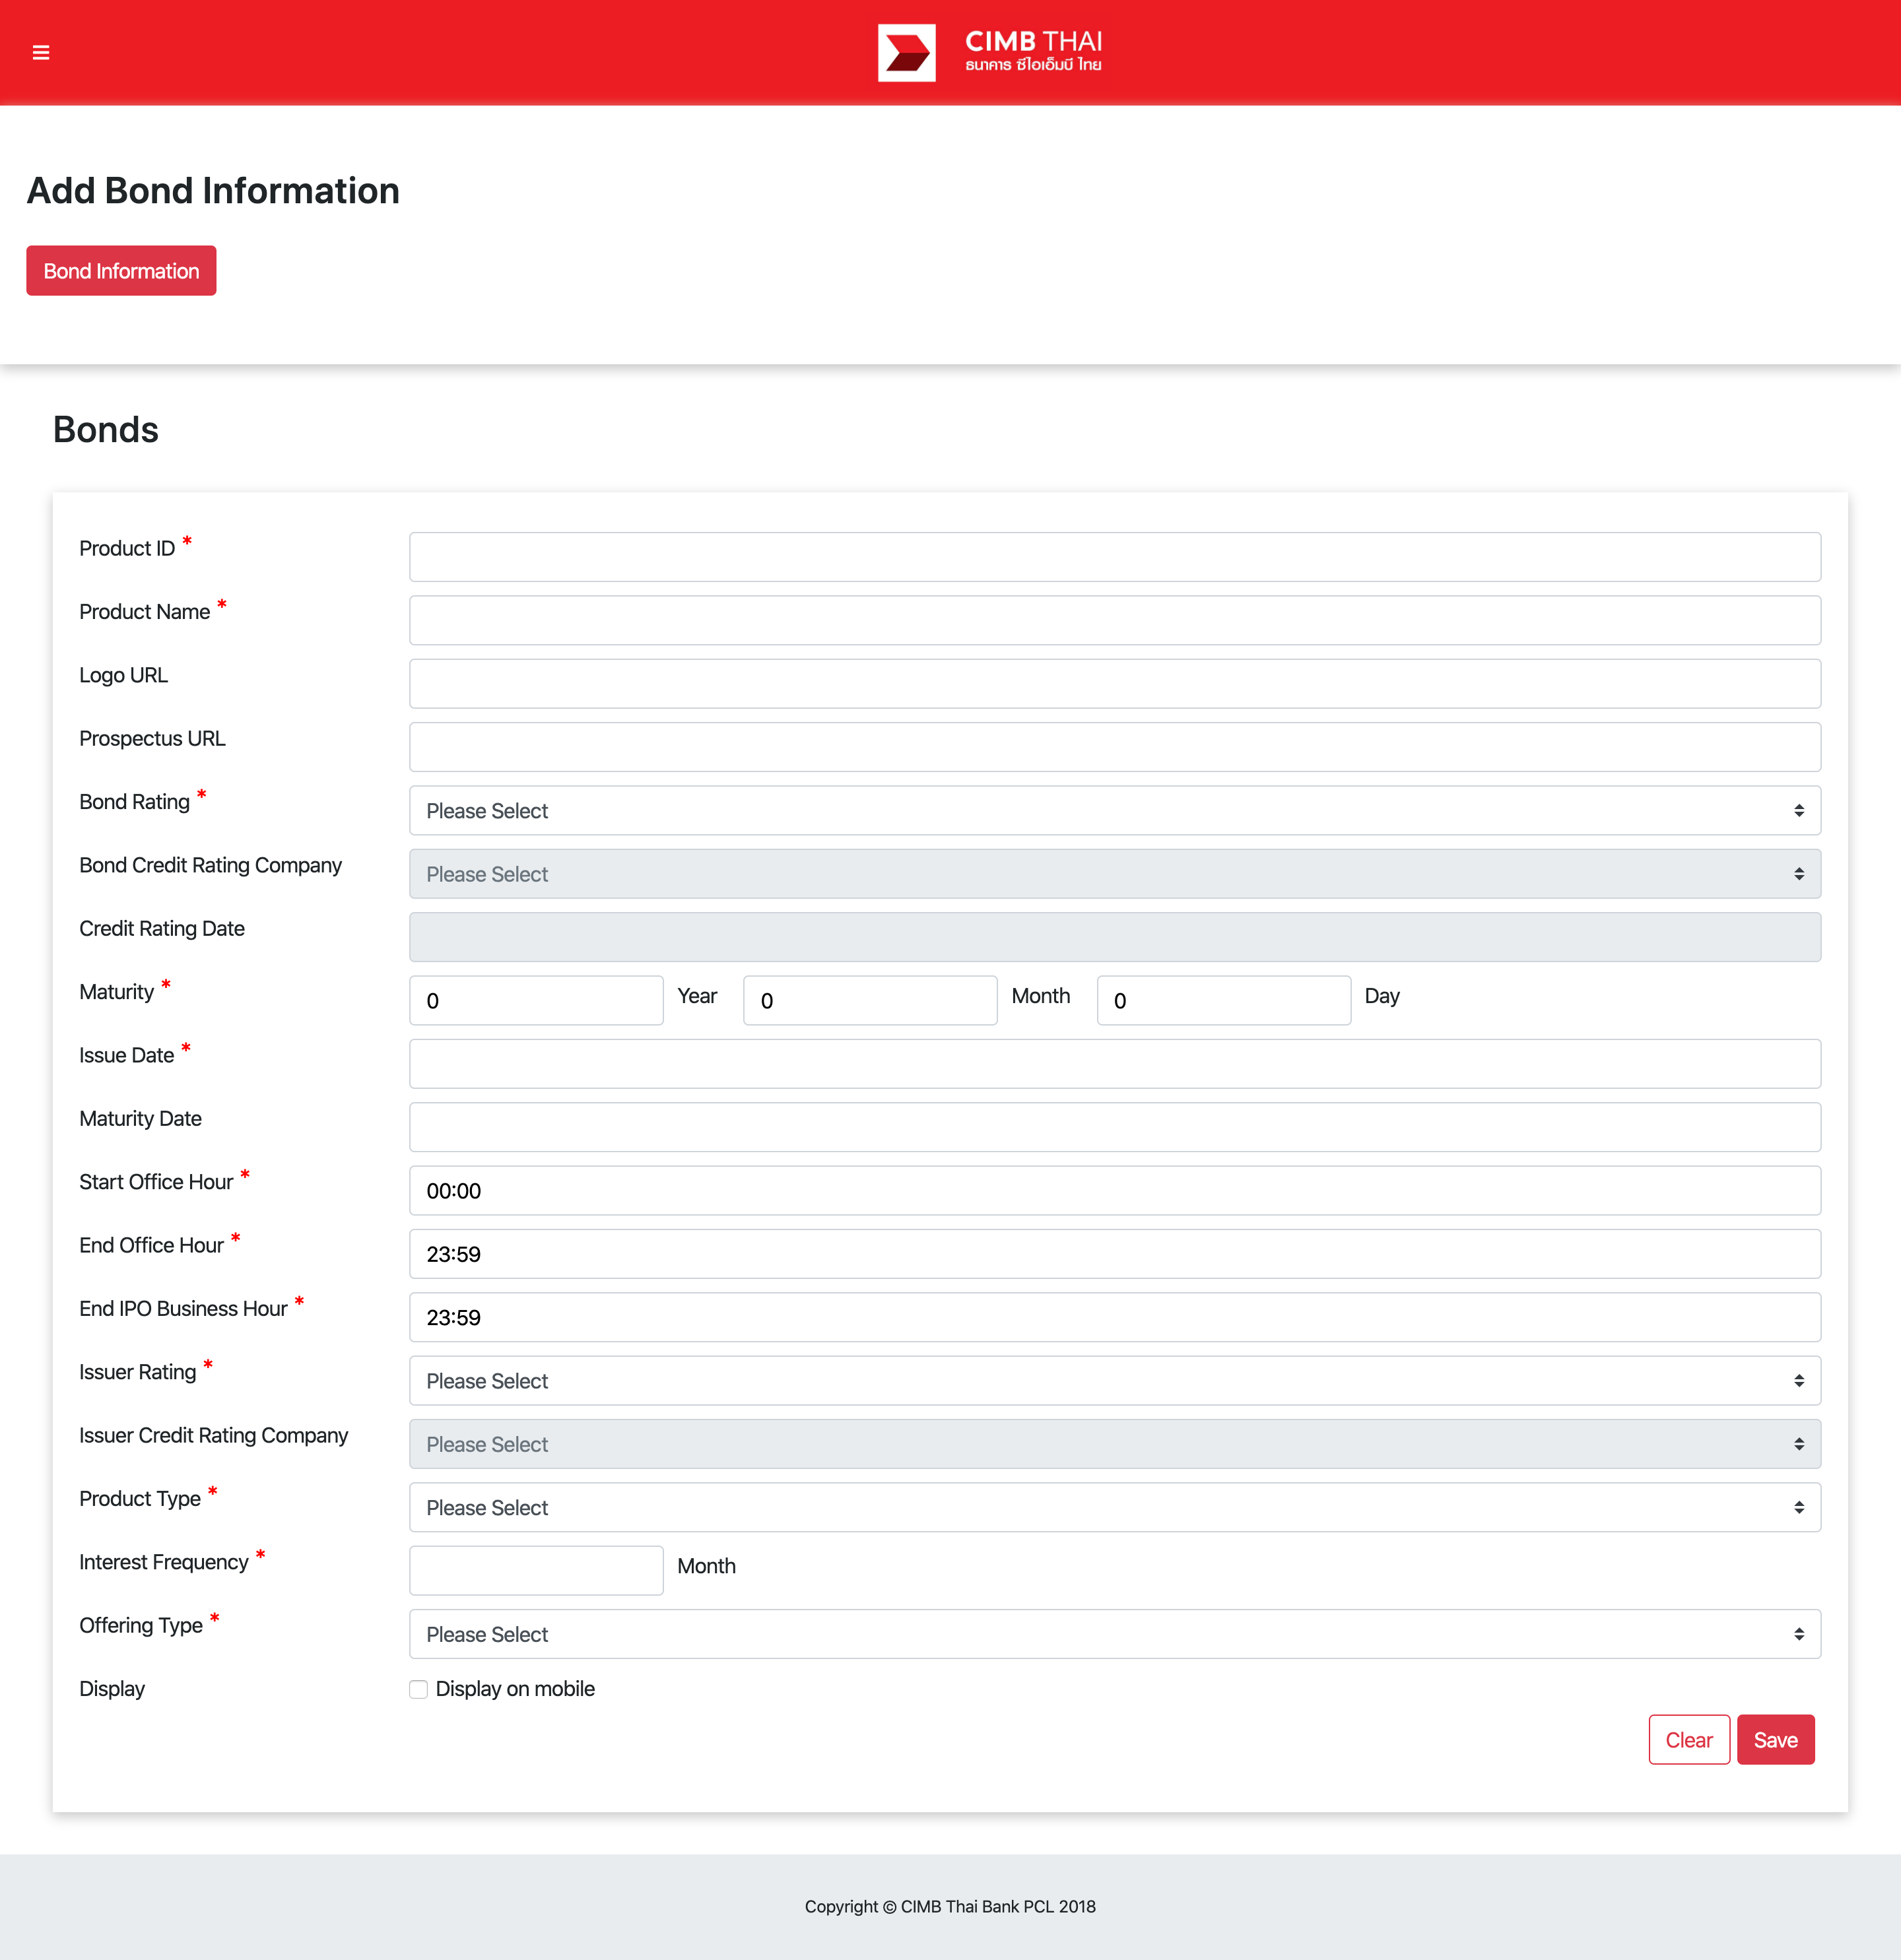 CIMB THAI
ธนาคาร ซีไอเอ็มบี ไทย
Add Bond Information
Bond Information
Bonds
Product ID *
Product Name *
Logo URL
Prospectus URL
Bond Rating * Please Select
Bond Credit Rating Company Please Select
Credit Rating Date
Maturity * 0 Year 0 Month 0 Day
Issue Date *
Maturity Date
Start Office Hour * 00:00
End Office Hour * 23:59
End IPO Business Hour * 23:59
Issuer Rating * Please Select
Issuer Credit Rating Company Please Select
Product Type * Please Select
Interest Frequency * Month
Offering Type * Please Select
Display Display on mobile
Clear Save
Copyright © CIMB Thai Bank PCL 2018